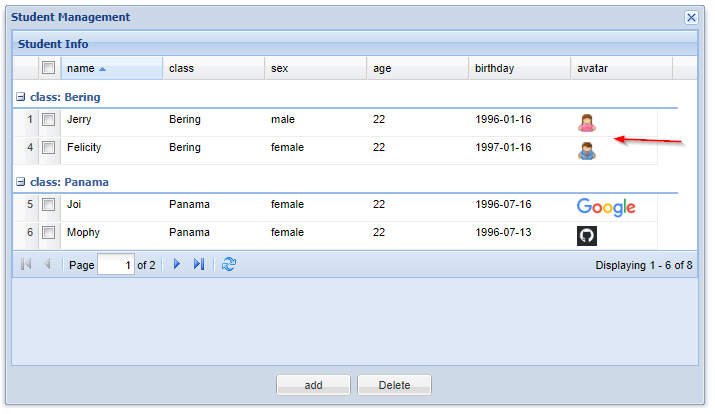 Student Management
Student Info
name class sex age birthday avatar
class: Bering
1 Jerry Bering male 22 1996-01-16
4 Felicity Bering female 22 1997-01-16
class: Panama
5 Joi Panama female 22 1996-07-16 Google
6 Mophy Panama female 22 1996-07-13
Page 1 of 2 Displaying 1 - 6 of 8
add Delete